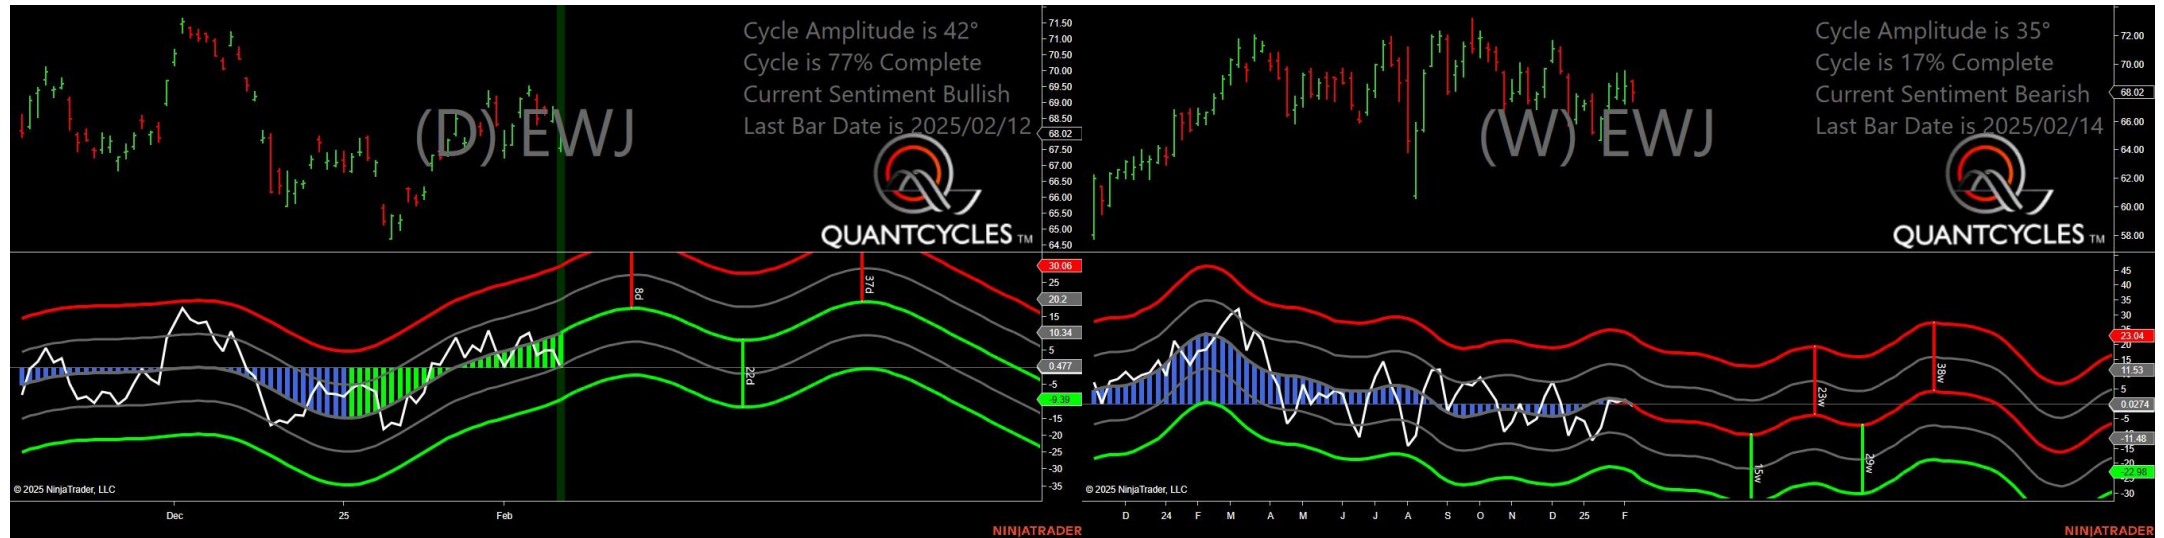 Cycle Amplitude is 42°
Cycle is 77% Complete
Current Sentiment Bullish
Last Bar Date is 2025/02/12
(D) EWJ
QUANTCYCLES TM
71.50
71.00
70.50
70.00
69.50
69.00
68.50
68.02
67.50
67.00
66.50
66.00
65.50
65.00
64.50
30.06
25
20.2
15
10.34
5
0.477
-5
-9.39
-15
-20
-25
-30
-35
8d
22d
37d
© 2025 NinjaTrader, LLC
Dec
25
Feb
NINJATRADER
Cycle Amplitude is 35°
Cycle is 17% Complete
Current Sentiment Bearish
Last Bar Date is 2025/02/14
(W) EWJ
QUANTCYCLES TM
72.00
70.00
68.02
66.00
64.00
62.00
60.00
58.00
45
40
35
30
23.04
20
15
11.53
5
0.0274
-5
-11.48
-15
-20
-22.98
-30
15w
23w
29w
38w
© 2025 NinjaTrader, LLC
D
24
F
M
A
M
J
J
A
S
O
N
D
25
F
NINJATRADER